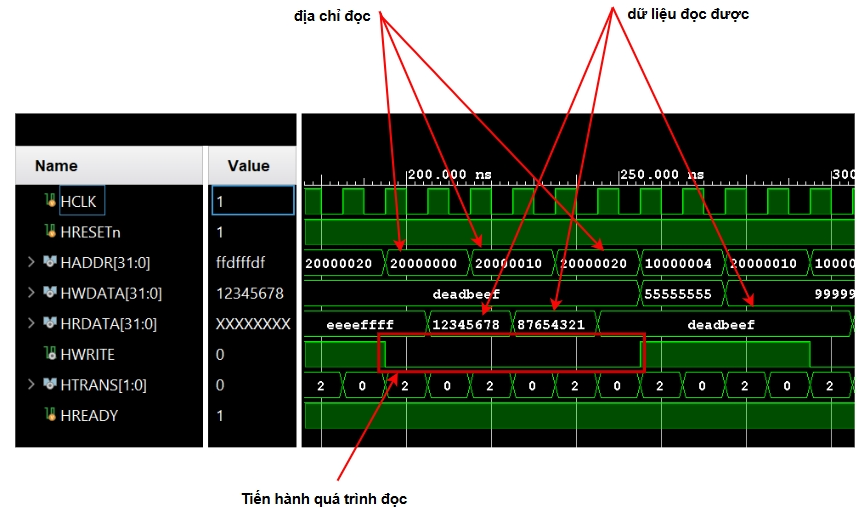 địa chỉ đọc
dữ liệu đọc được
Name Value
200.000 ns 250.000 ns 300
HCLK 1
HRESETn 1
HADDR[31:0] ffdfffdf 20000020 20000000 20000010 20000020 10000004 20000010 10000
HWDATA[31:0] 12345678 deadbeef 55555555 99999
HRDATA[31:0] XXXXXXXX eeeeffff 12345678 87654321 deadbeef
HWRITE 0
HTRANS[1:0] 0 2 0 2 0 2 0 2 0 2 0 2 0 2
HREADY 1
Tiến hành quá trình đọc